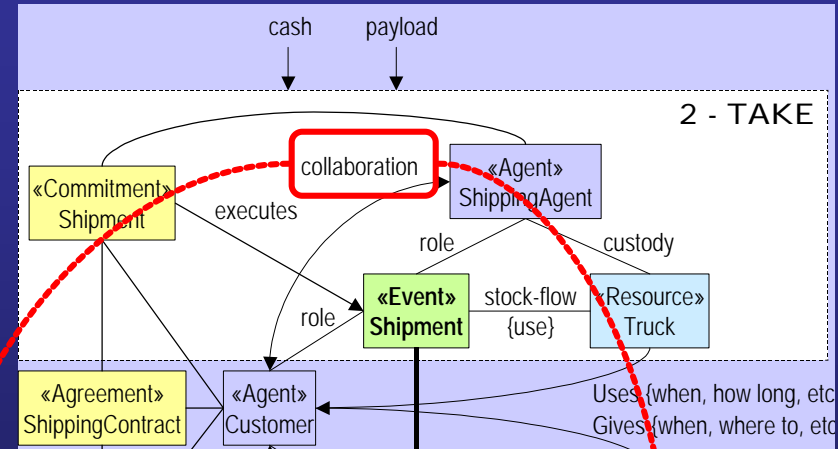 cash
payload
2 - TAKE
collaboration
«Agent»
ShippingAgent
«Commitment»
Shipment
executes
role
custody
«Event»
Shipment
stock-flow
{use}
«Resource»
Truck
role
«Agreement»
ShippingContract
«Agent»
Customer
Uses {when, how long, etc
Gives {when, where to, etc